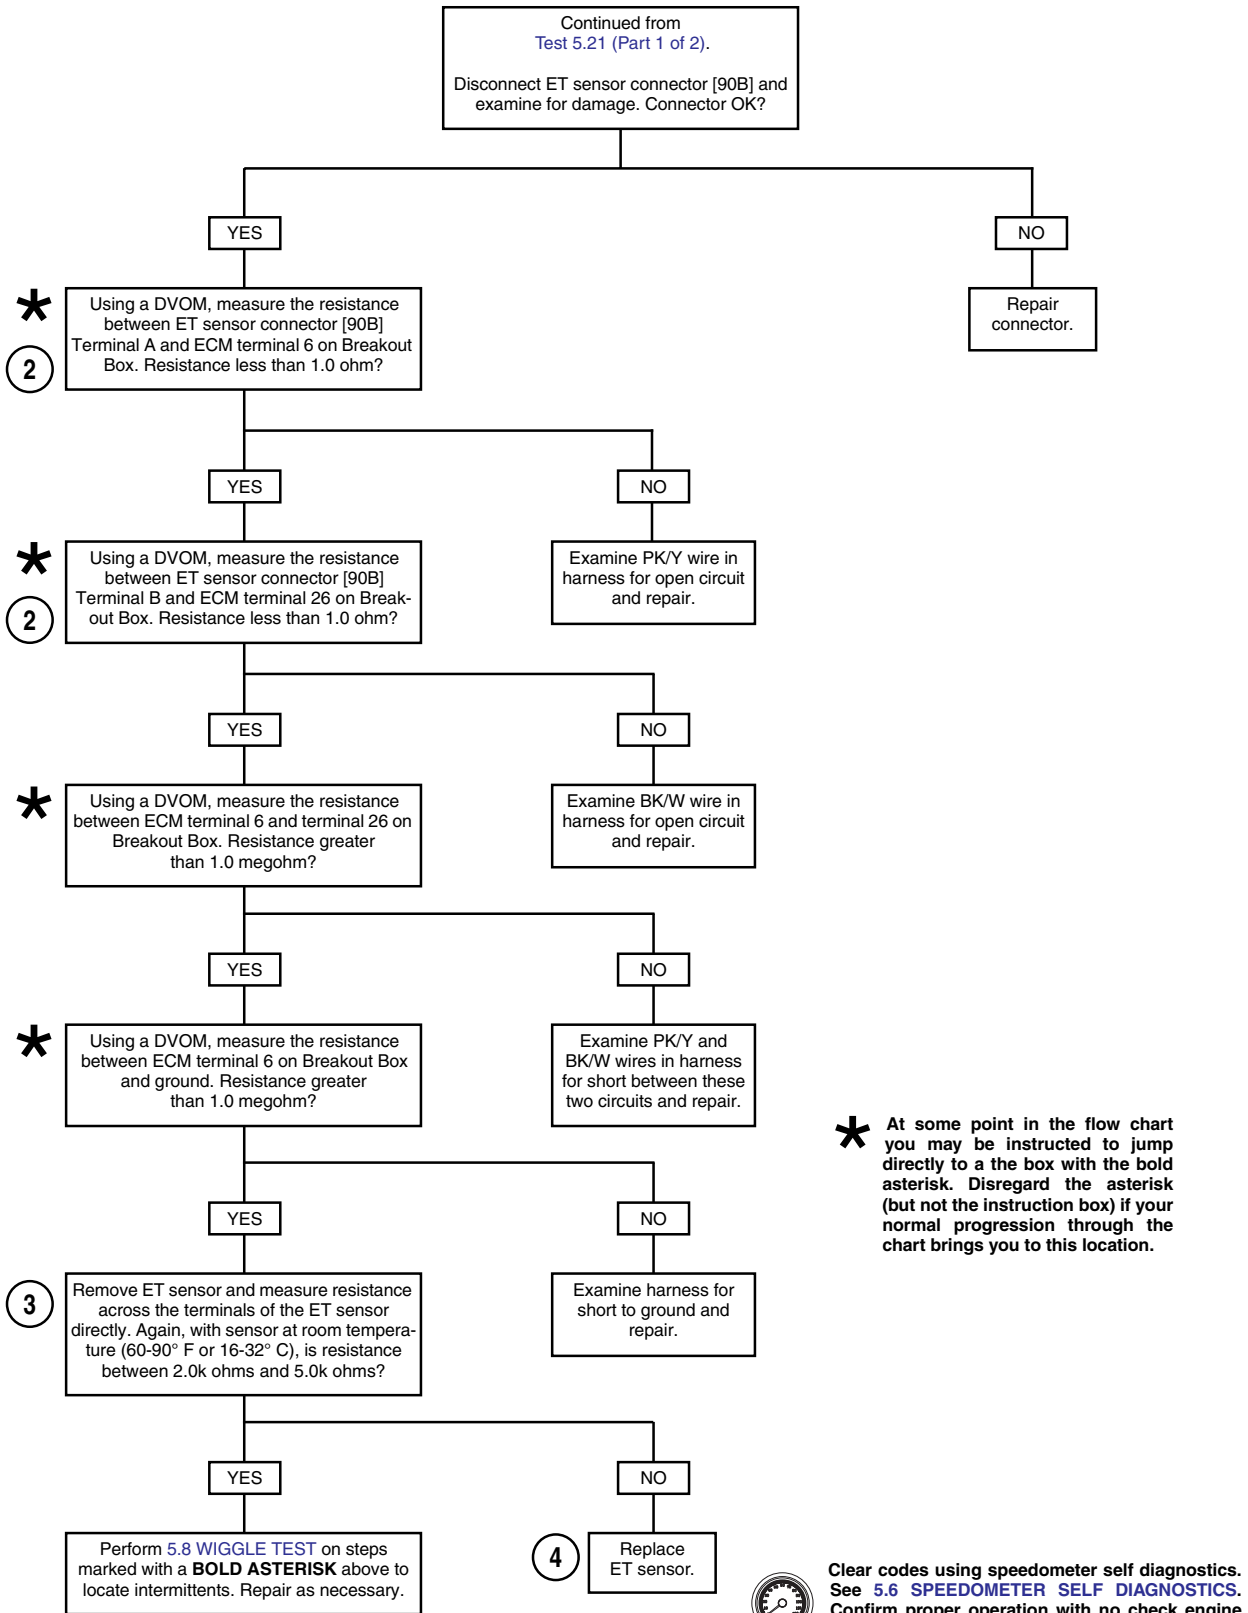 Continued from
Test 5.21 (Part 1 of 2).
Disconnect ET sensor connector [90B] and
examine for damage. Connector OK?
YES
NO
*
2
Using a DVOM, measure the resistance
between ET sensor connector [90B]
Terminal A and ECM terminal 6 on Breakout
Box. Resistance less than 1.0 ohm?
Repair
connector.
YES
NO
*
2
Using a DVOM, measure the resistance
between ET sensor connector [90B]
Terminal B and ECM terminal 26 on Break-
out Box. Resistance less than 1.0 ohm?
Examine PK/Y wire in
harness for open circuit
and repair.
YES
NO
*
Using a DVOM, measure the resistance
between ECM terminal 6 and terminal 26 on
Breakout Box. Resistance greater
than 1.0 megohm?
Examine BK/W wire in
harness for open circuit
and repair.
YES
NO
*
Using a DVOM, measure the resistance
between ECM terminal 6 on Breakout Box
and ground. Resistance greater
than 1.0 megohm?
Examine PK/Y and
BK/W wires in harness
for short between these
two circuits and repair.
* At some point in the flow chart
you may be instructed to jump
directly to a the box with the bold
asterisk. Disregard the asterisk
(but not the instruction box) if your
normal progression through the
chart brings you to this location.
YES
NO
3
Remove ET sensor and measure resistance
across the terminals of the ET sensor
directly. Again, with sensor at room tempera-
ture (60-90° F or 16-32° C), is resistance
between 2.0k ohms and 5.0k ohms?
Examine harness for
short to ground and
repair.
YES
NO
Perform 5.8 WIGGLE TEST on steps
marked with a BOLD ASTERISK above to
locate intermittents. Repair as necessary.
4
Replace
ET sensor.
Clear codes using speedometer self diagnostics.
See 5.6 SPEEDOMETER SELF DIAGNOSTICS.
Confirm proper operation with no check engine